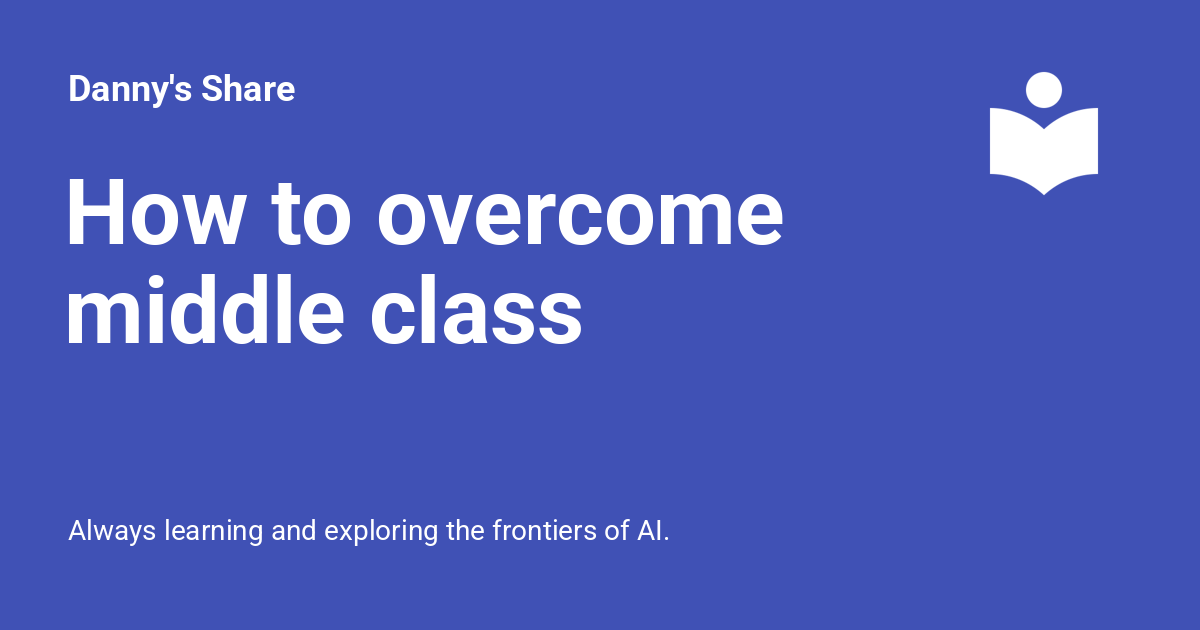 Danny's Share
How to overcome
middle class
Always learning and exploring the frontiers of AI.